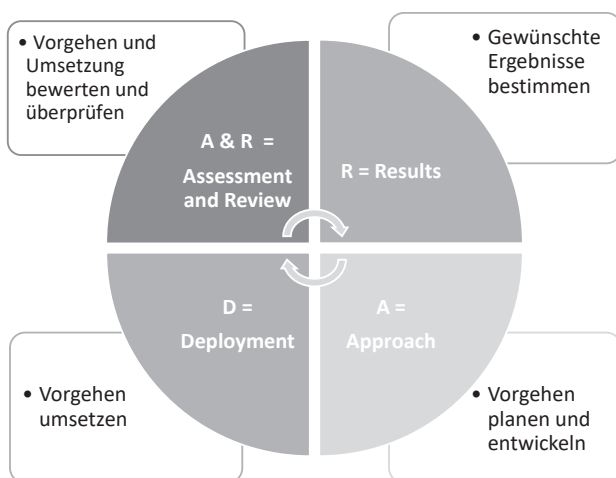 • Vorgehen und
Umsetzung
bewerten und
überprüfen
• Gewünschte
Ergebnisse
bestimmen
A & R =
Assessment
and Review
R = Results
D =
Deployment
A =
Approach
• Vorgehen
umsetzen
• Vorgehen
planen und
entwickeln